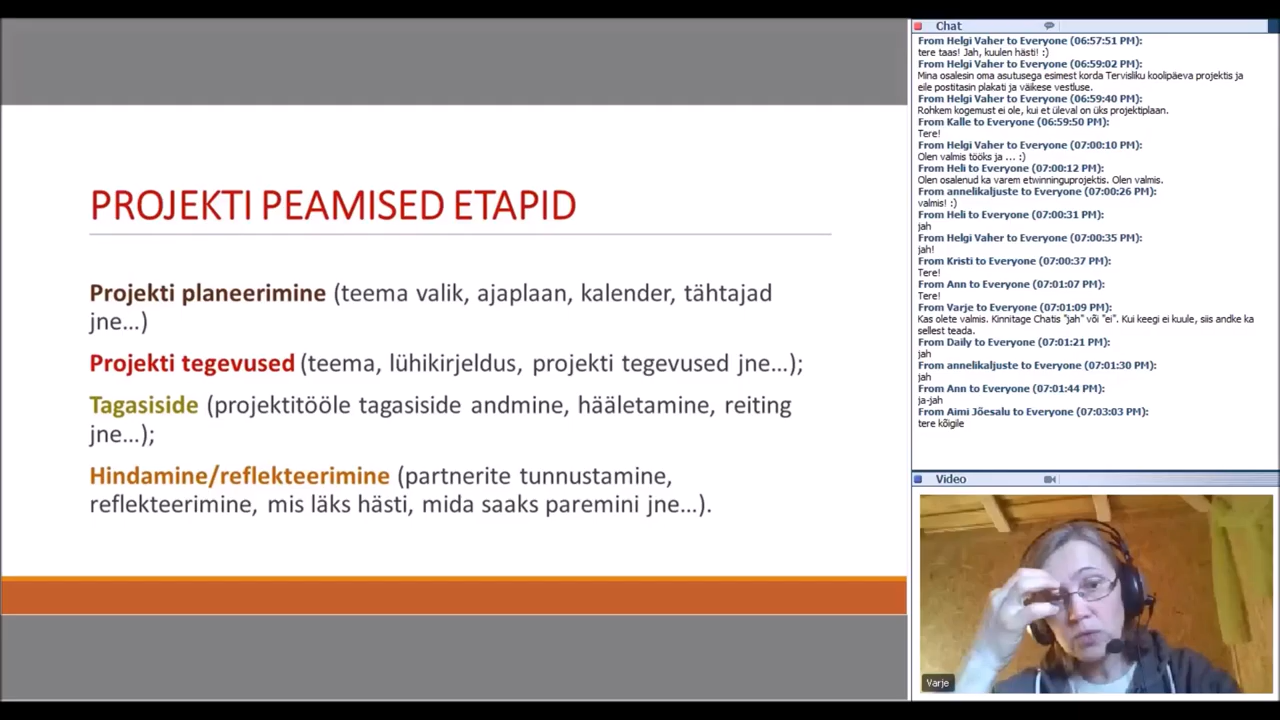 PROJEKTI PEAMISED ETAPID
Projekti planeerimine (teema valik, ajaplaan, kalender, tähtajad
jne...)
Projekti tegevused (teema, lühikirjeldus, projekti tegevused jne...);
Tagasiside (projektitööle tagasiside andmine, hääletamine, reiting
jne...);
Hindamine/reflekteerimine (partnerite tunnustamine,
reflekteerimine, mis läks hästi, mida saaks paremini jne...).
Chat
From Helgi Vaher to Everyone (06:57:51 PM):
tere taas! Jah, kuulen hästi! :)
From Helgi Vaher to Everyone (06:59:02 PM):
Mina osalesin oma asutusega esimest korda Tervisliku koolipäeva projektis ja
eile postitasin plakati ja väikese vestluse.
From Helgi Vaher to Everyone (06:59:40 PM):
Rohkem kogemust ei ole, kui et üleval on üks projektiplaan.
From Kalle to Everyone (06:59:50 PM):
Tere!
From Helgi Vaher to Everyone (07:00:10 PM):
Olen valmis tööks ja ... :)
From Heli to Everyone (07:00:12 PM):
Olen osalenud ka varem etwinninguprojektis. Olen valmis.
From annelikaljuste to Everyone (07:00:26 PM):
valmis! :)
From Heli to Everyone (07:00:31 PM):
jah
From Helgi Vaher to Everyone (07:00:35 PM):
jah!
From Kristi to Everyone (07:00:37 PM):
Tere!
From Ann to Everyone (07:01:07 PM):
Tere!
From Varje to Everyone (07:01:09 PM):
Kas olete valmis. Kinnitage Chatis "jah" või "ei". Kui keegi ei kuule, siis andke ka
sellest teada.
From Daily to Everyone (07:01:21 PM):
jah
From annelikaljuste to Everyone (07:01:30 PM):
jah
From Ann to Everyone (07:01:44 PM):
ja-jah
From Aimi Jõesalu to Everyone (07:03:03 PM):
tere kõigile
Video
Varje